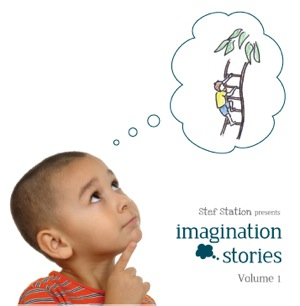 Stef Station presents
imagination
stories
Volume 1